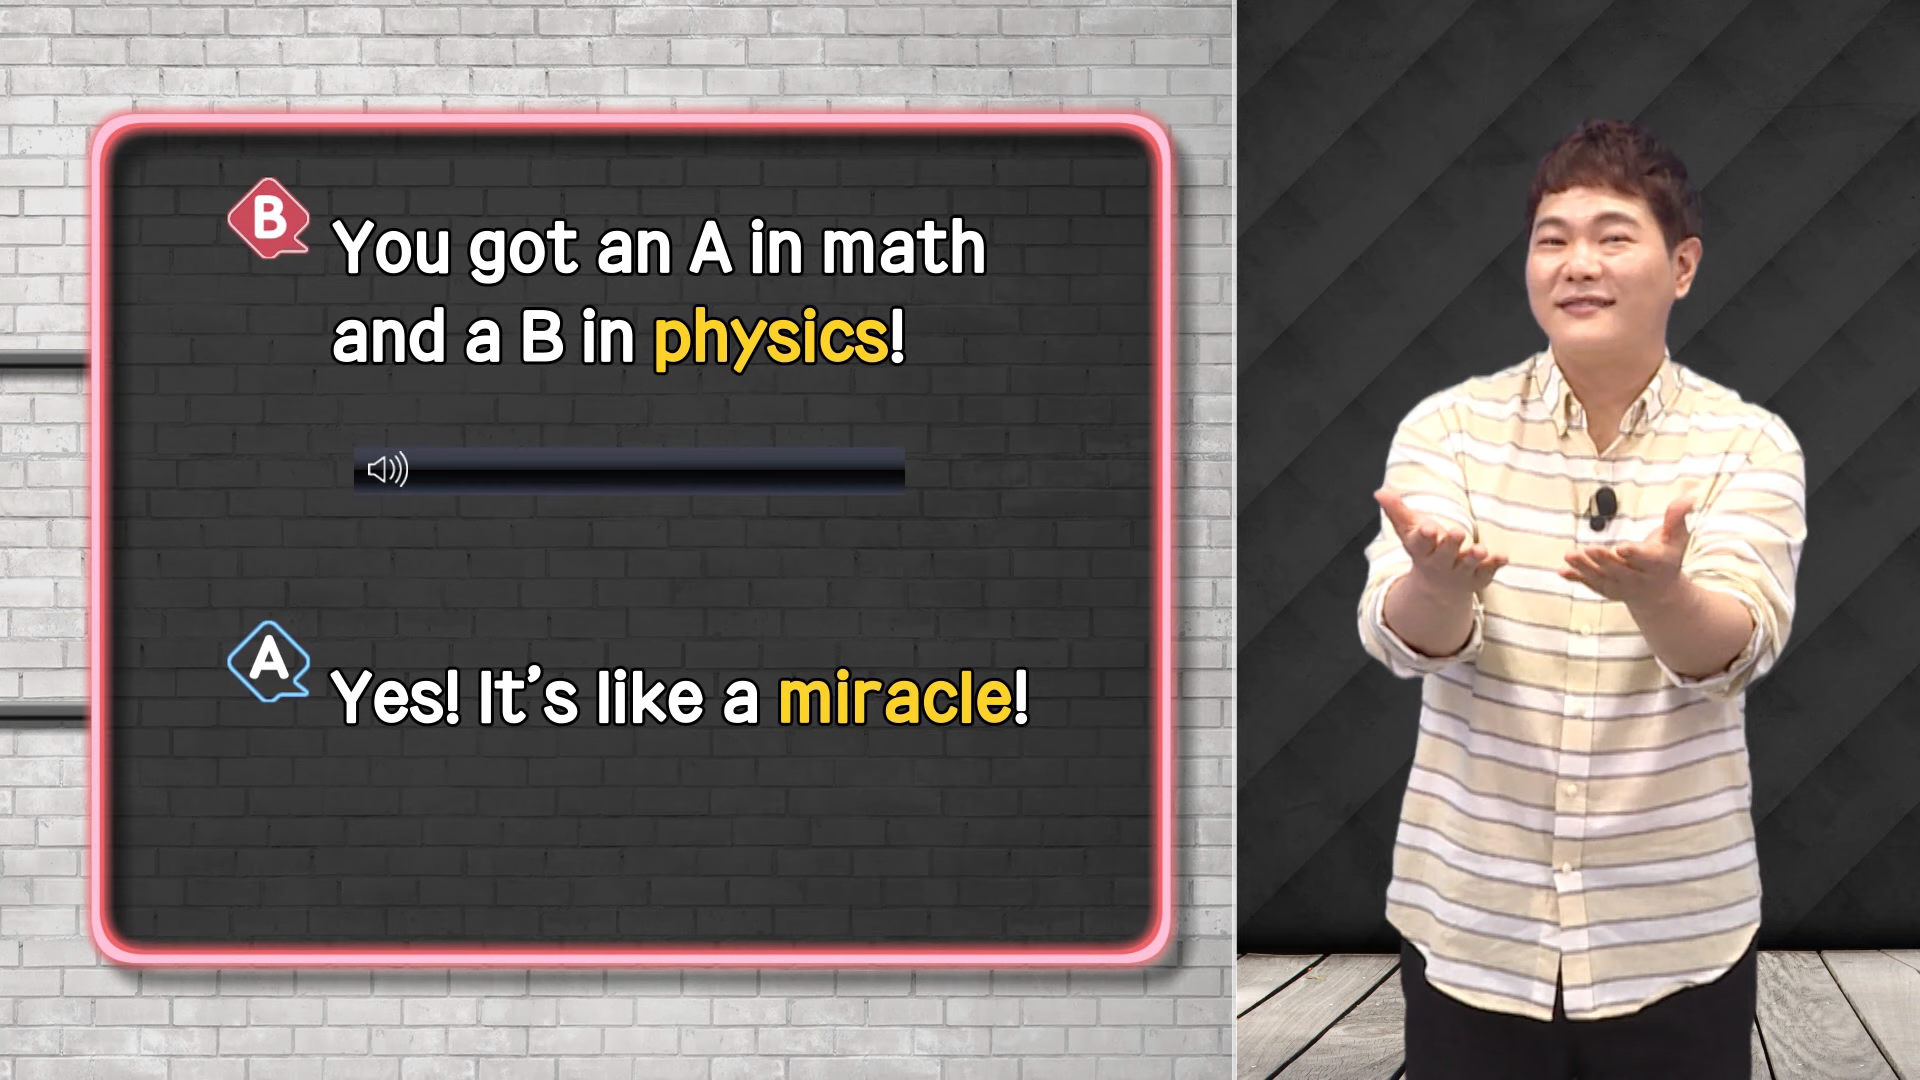 B
You got an A in math
and a B in physics!
A
Yes! It's like a miracle!